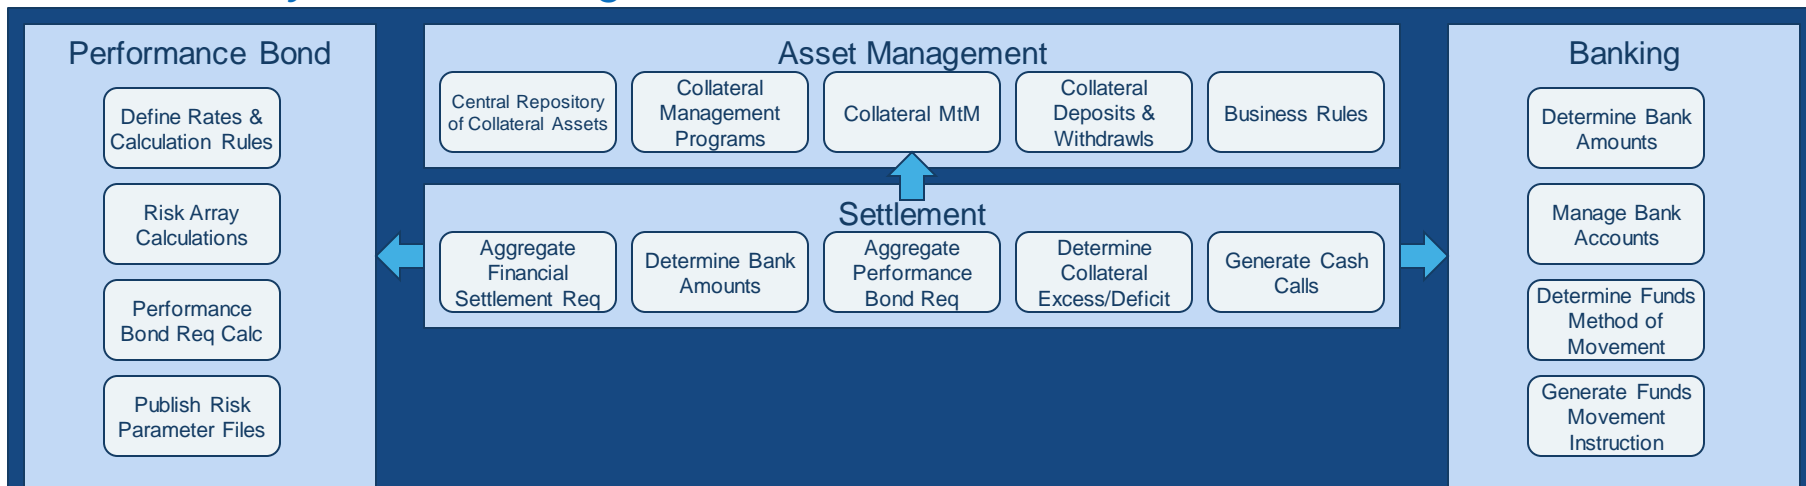 Performance Bond
Define Rates &
Calculation Rules
Risk Array
Calculations
Performance
Bond Req Calc
Publish Risk
Parameter Files
Asset Management
Central Repository
of Collateral Assets
Collateral
Management
Programs
Collateral MtM
Collateral
Deposits &
Withdrawls
Business Rules
Settlement
Aggregate
Financial
Settlement Req
Determine Bank
Amounts
Aggregate
Performance
Bond Req
Determine
Collateral
Excess/Deficit
Generate Cash
Calls
Banking
Determine Bank
Amounts
Manage Bank
Accounts
Determine Funds
Method of
Movement
Generate Funds
Movement
Instruction